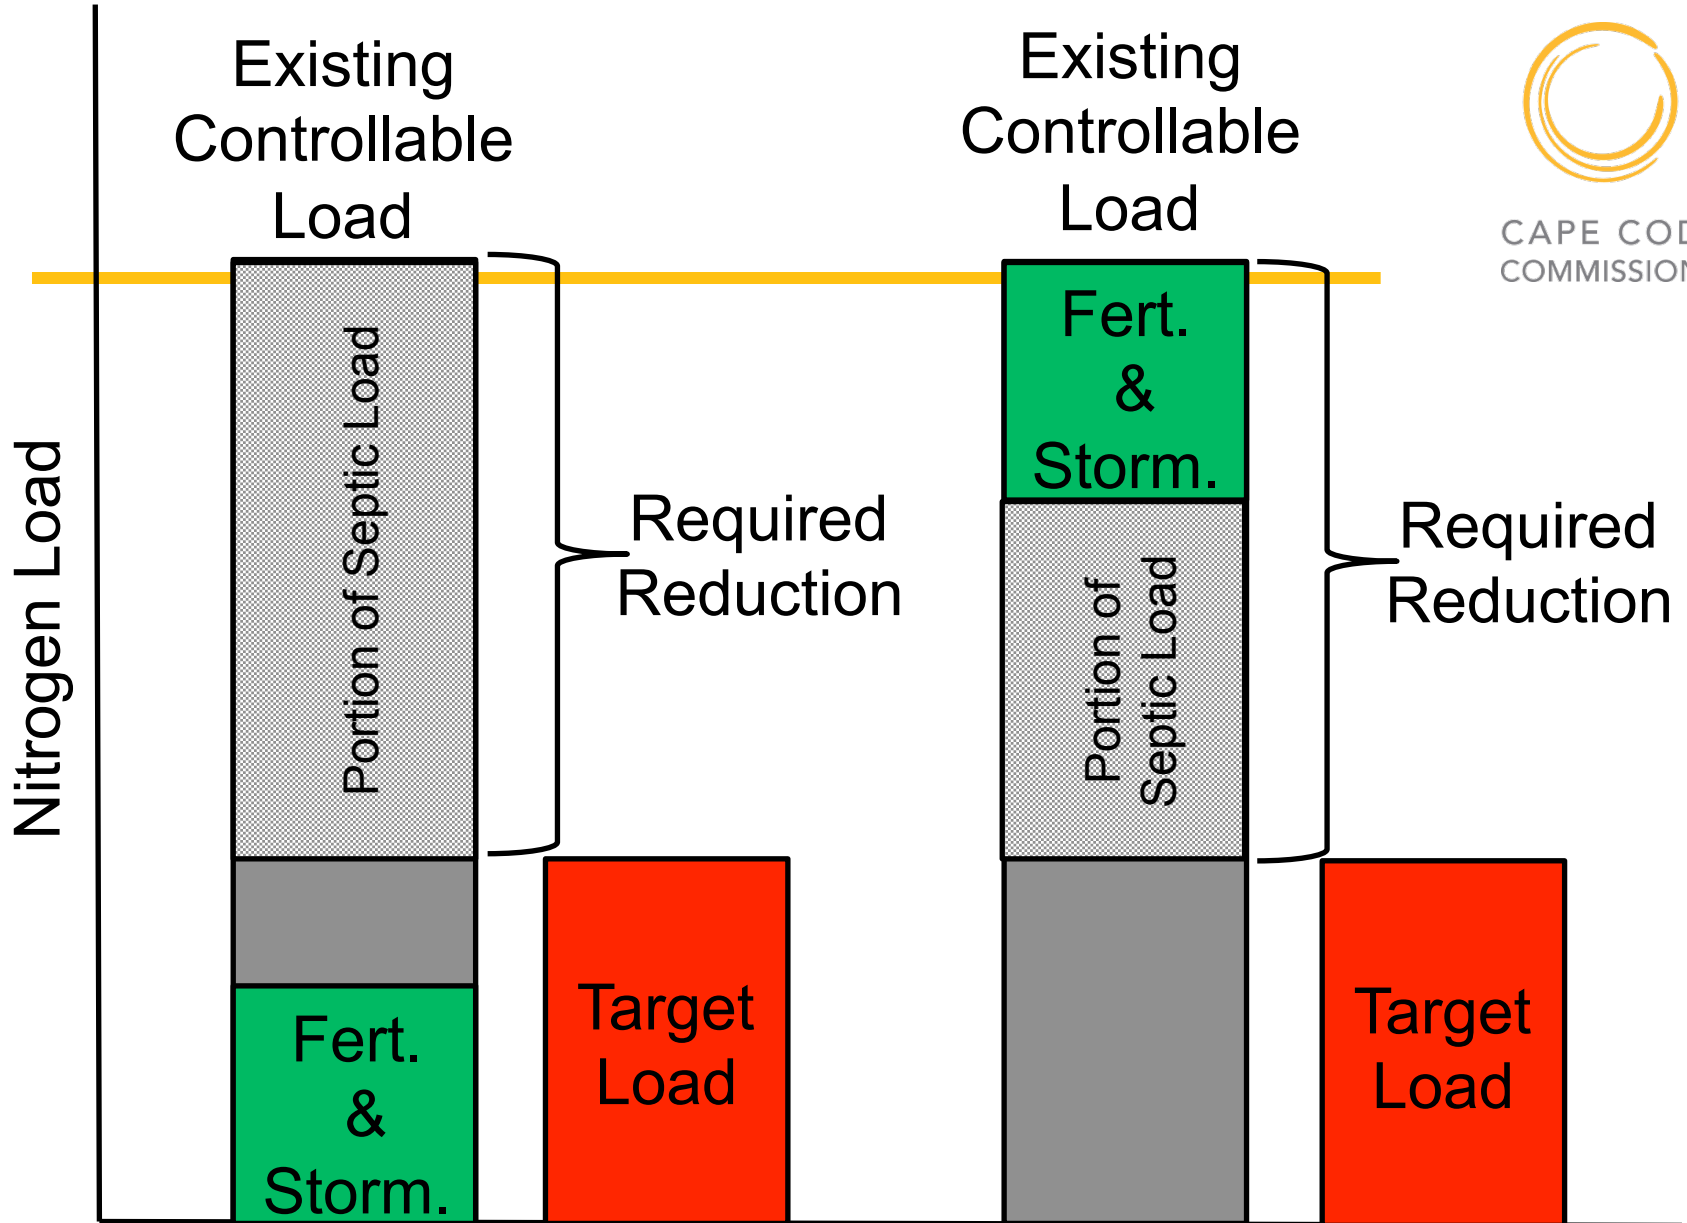 Existing
Controllable
Load
Existing
Controllable
Load
CAPE COD
COMMISSION
Nitrogen Load
Portion of Septic Load
Required
Reduction
Fert.
&
Storm.
Target
Load
Fert.
&
Storm.
Portion of
Septic Load
Required
Reduction
Target
Load